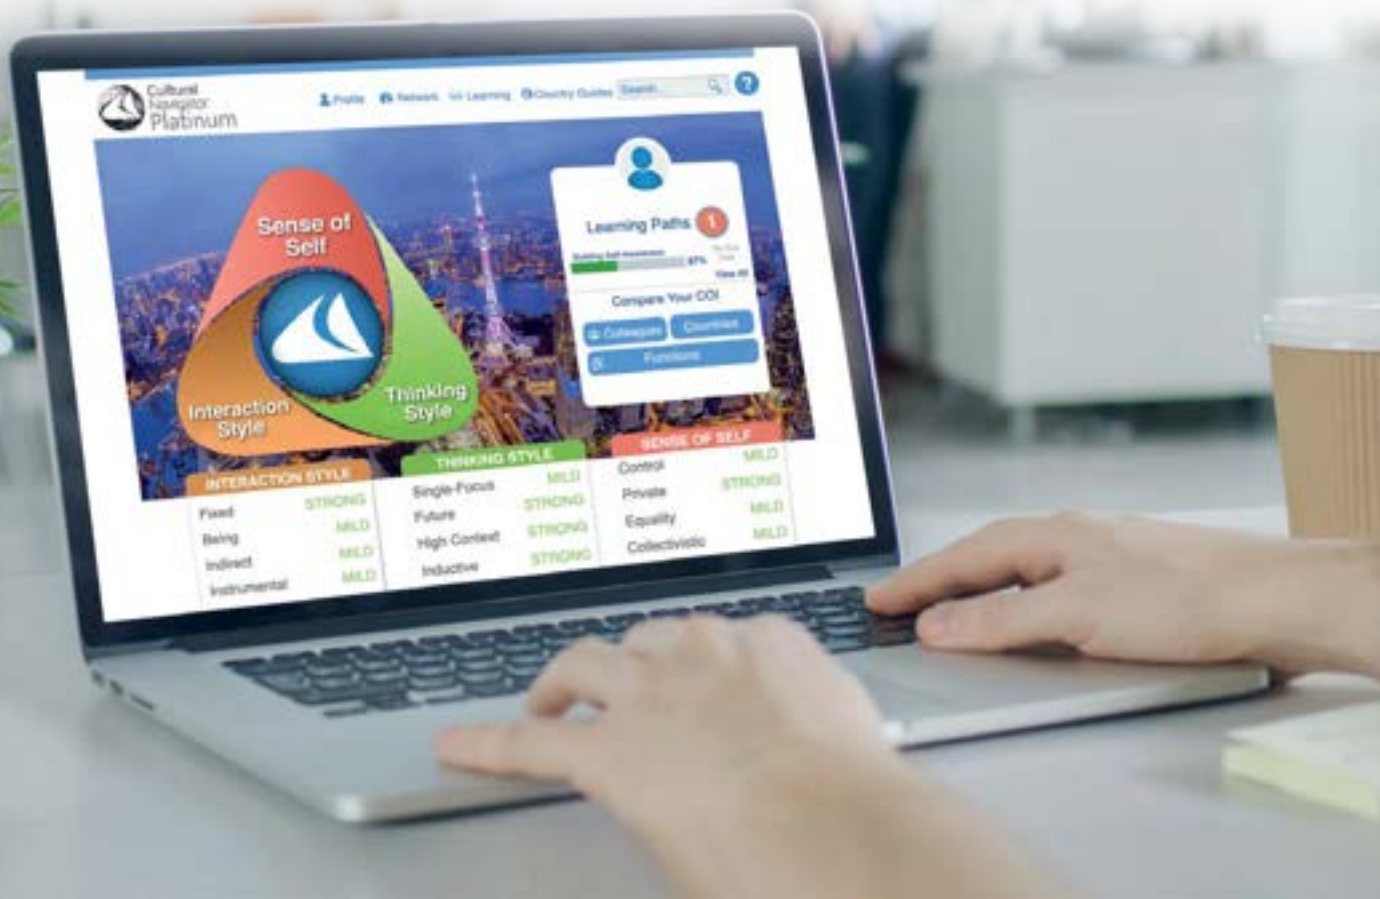 Cultural
Navigator
Platinum
Profile
Network
Learning
Country Guides
Search...
?
Sense of
Self
Interaction
Style
Thinking
Style
Learning Paths 1
Building Self-Awareness
View All
Compare Your COI
Colleagues
Countries
Functions
INTERACTION STYLE
Fixed STRONG
Being MILD
Indirect MILD
Instrumental MILD
THINKING STYLE
Single-Focus MILD
Future STRONG
High Context STRONG
Inductive STRONG
SENSE OF SELF
Control MILD
Private STRONG
Equality MILD
Collectivistic MILD